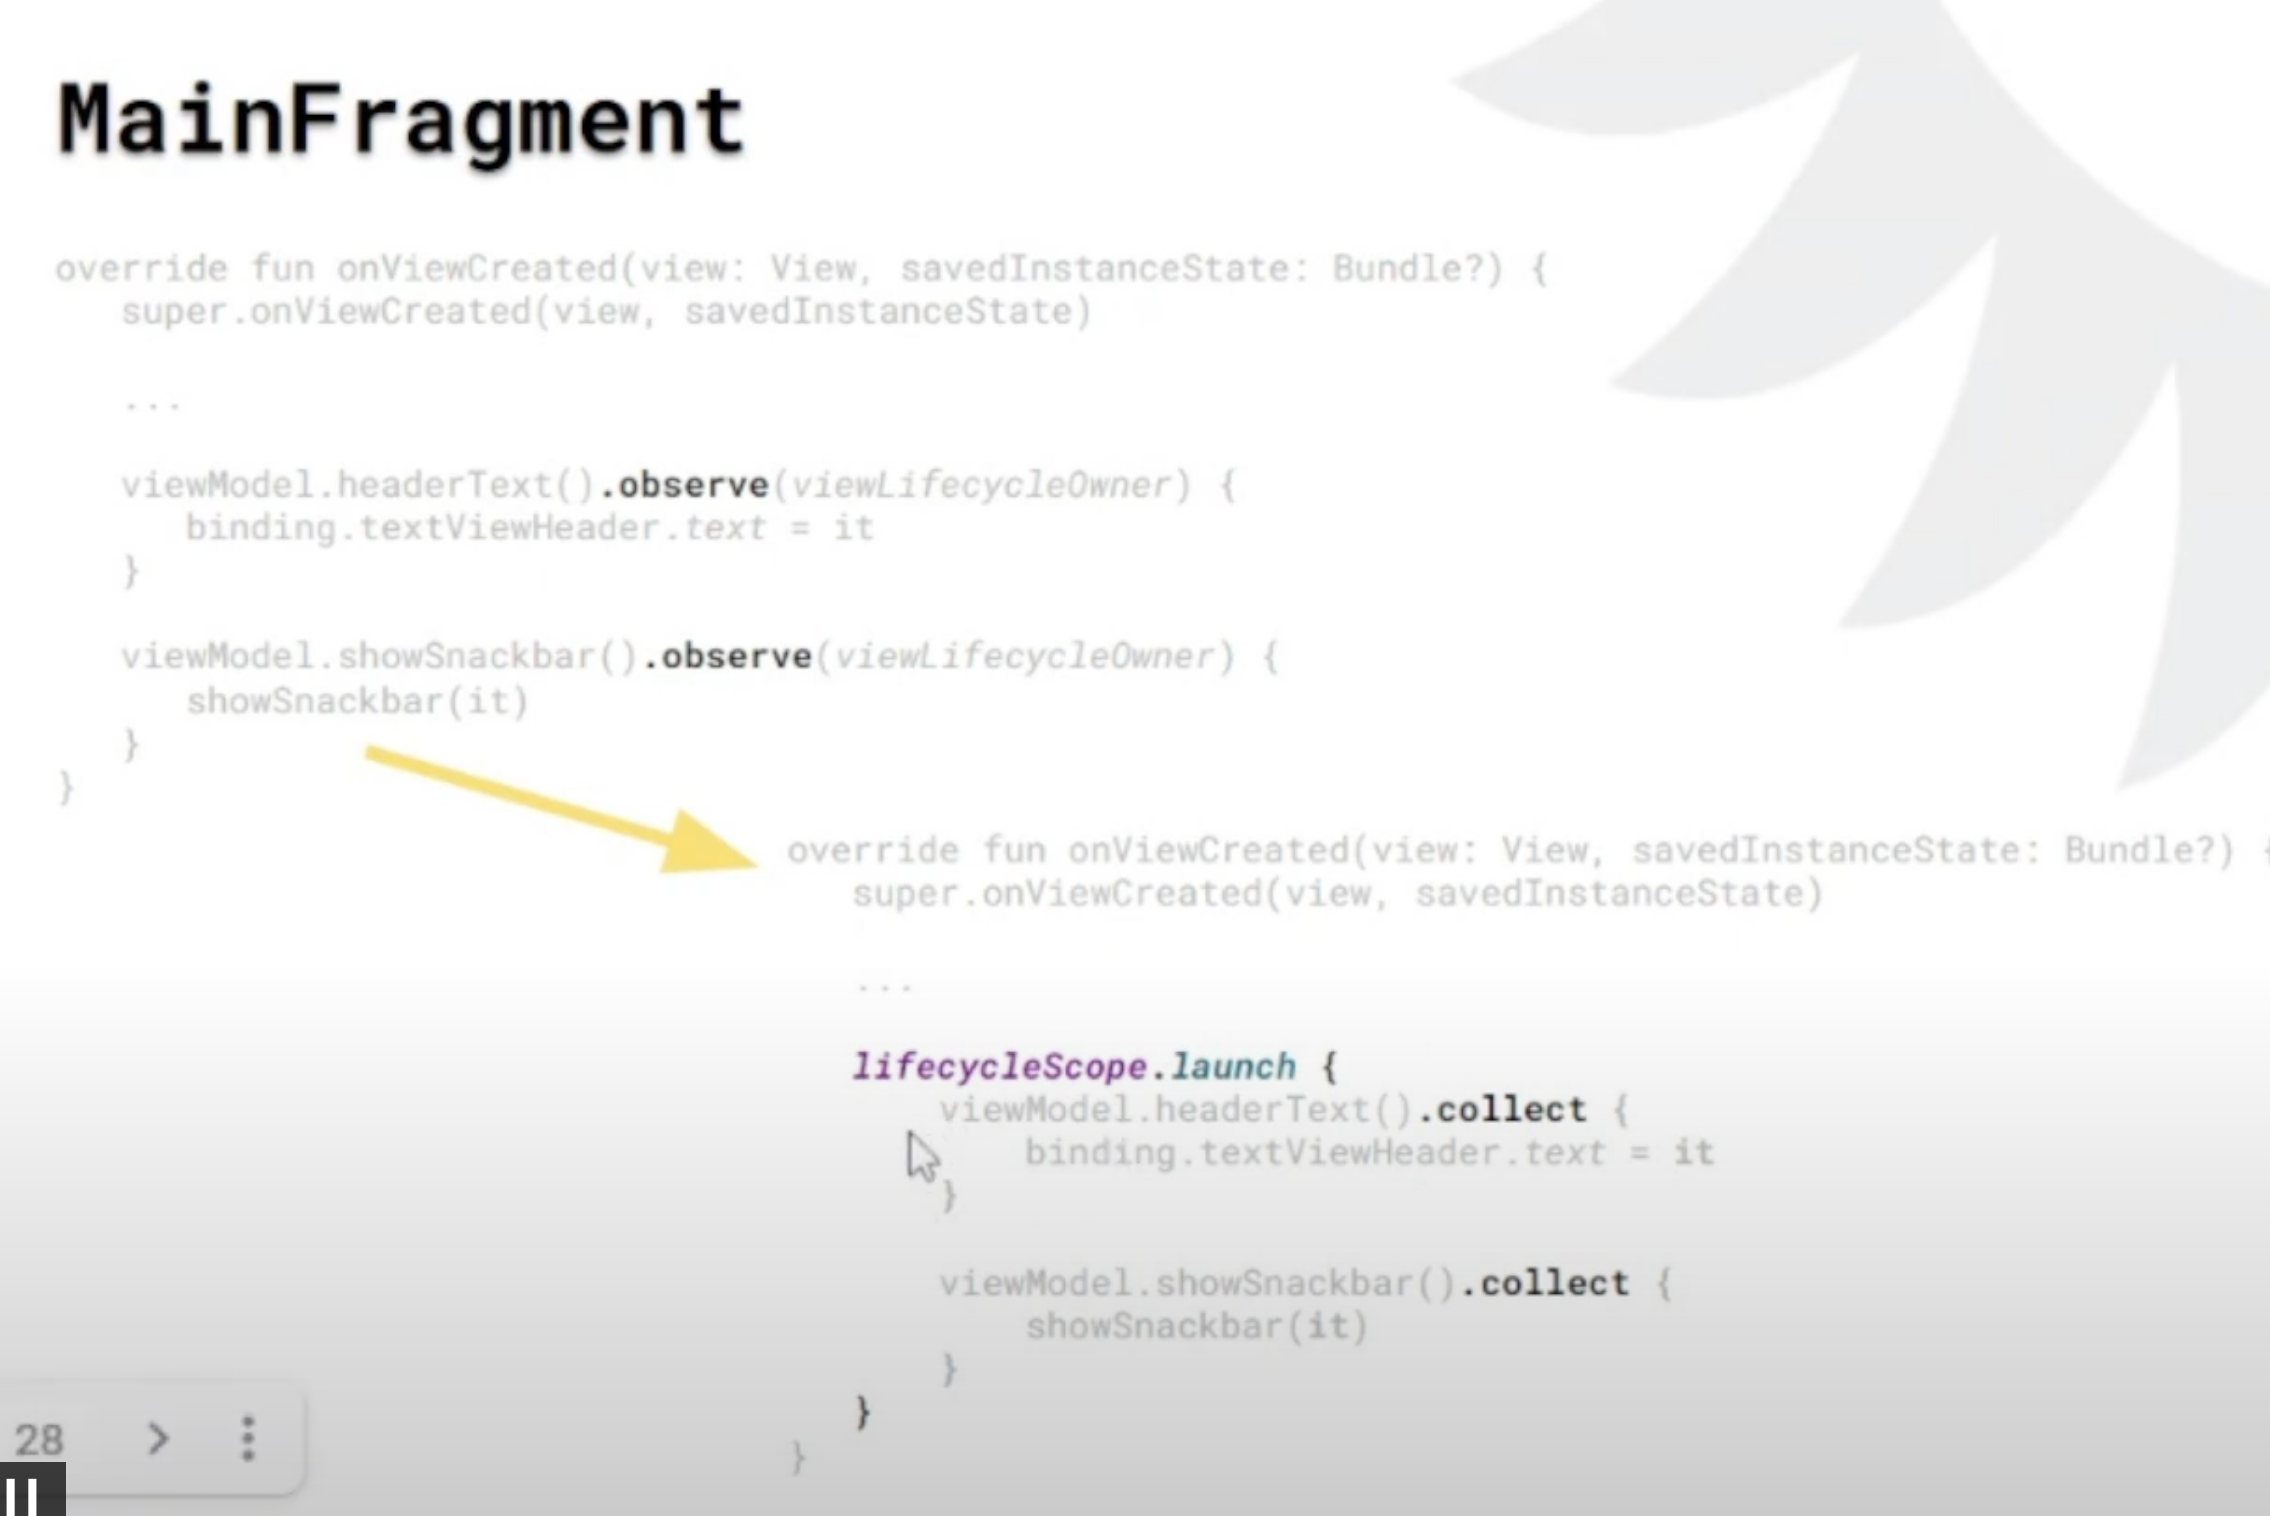 MainFragment
override fun onViewCreated(view: View, savedInstanceState: Bundle?) {
super.onViewCreated(view, savedInstanceState)
...
viewModel.headerText().observe(viewLifecycleOwner) {
binding.textViewHeader.text = it
}
viewModel.showSnackbar().observe(viewLifecycleOwner) {
showSnackbar(it)
}
}
override fun onViewCreated(view: View, savedInstanceState: Bundle?) {
super.onViewCreated(view, savedInstanceState)
...
lifecycleScope.launch {
viewModel.headerText().collect {
binding.textViewHeader.text = it
}
viewModel.showSnackbar().collect {
showSnackbar(it)
}
}
}
28